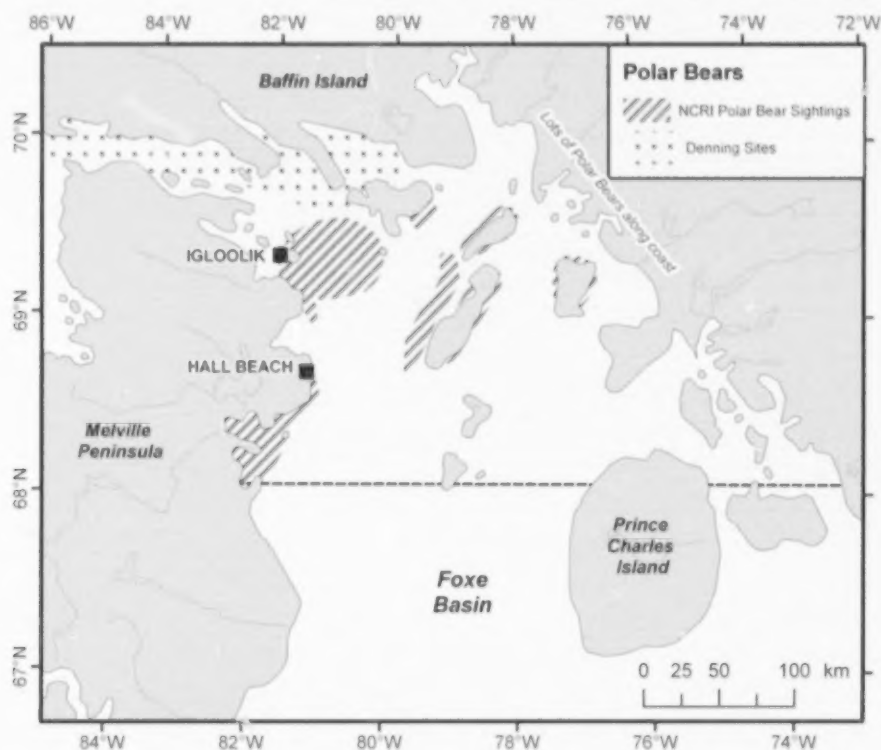 86°W 84°W 82°W 80°W 78°W 76°W 74°W 72°W
Baffin Island
Polar Bears
NCRI Polar Bear Sightings
Denning Sites
Lots of Polar Bears along coast
70°N
IGLOOLIK
69°N
HALL BEACH
Melville
Peninsula
68°N
Prince
Charles
Island
Foxe
Basin
67°N
0 25 50 100 km
84°W 82°W 80°W 78°W 76°W 74°W